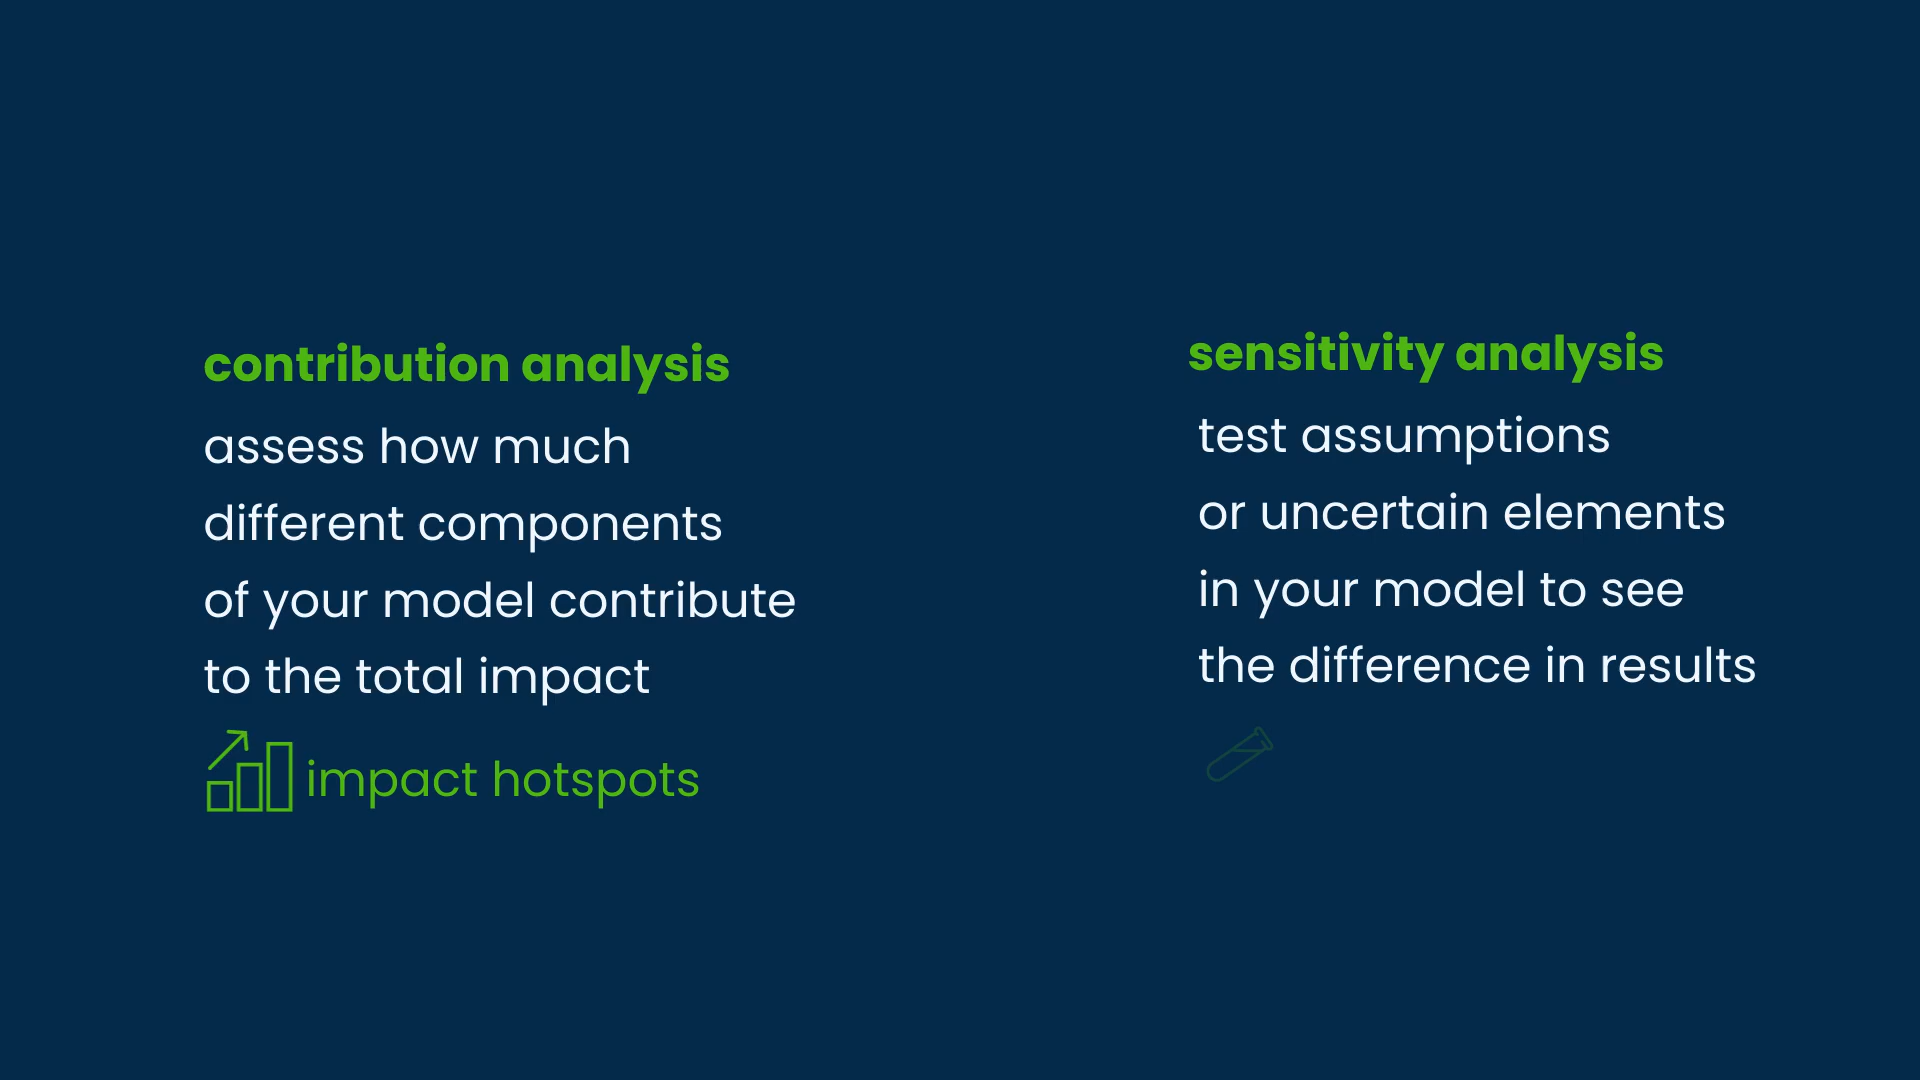 contribution analysis
assess how much
different components
of your model contribute
to the total impact
impact hotspots
sensitivity analysis
test assumptions
or uncertain elements
in your model to see
the difference in results